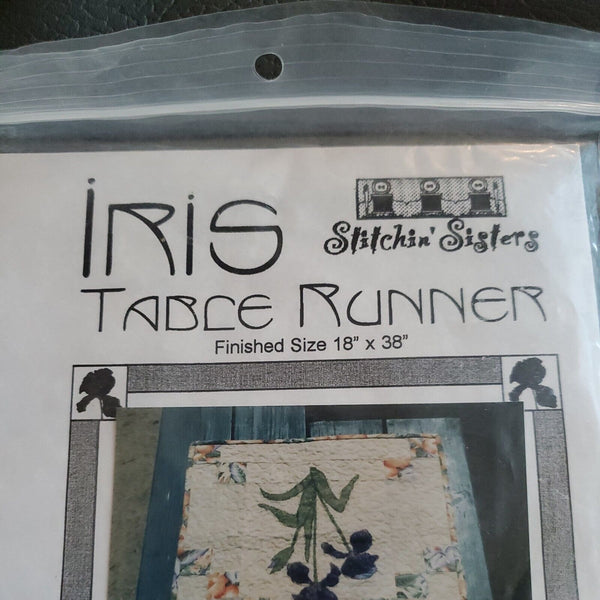 IRIS
Stitchin' Sisters
TABLE RUNNER
Finished Size 18" x 38"